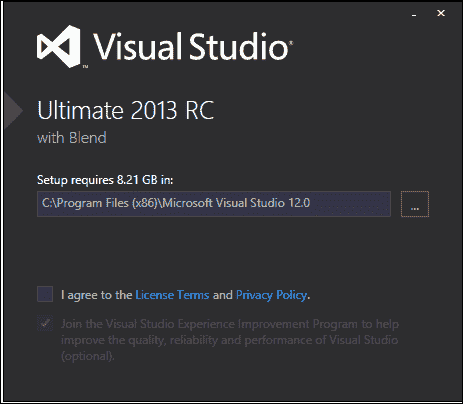 Visual Studio®
™
Ultimate 2013 RC
with Blend
Setup requires 8.21 GB in:
C:\Program Files (x86)\Microsoft Visual Studio 12.0
...
I agree to the License Terms and Privacy Policy.
Join the Visual Studio Experience Improvement Program to help
improve the quality, reliability and performance of Visual Studio
(optional).